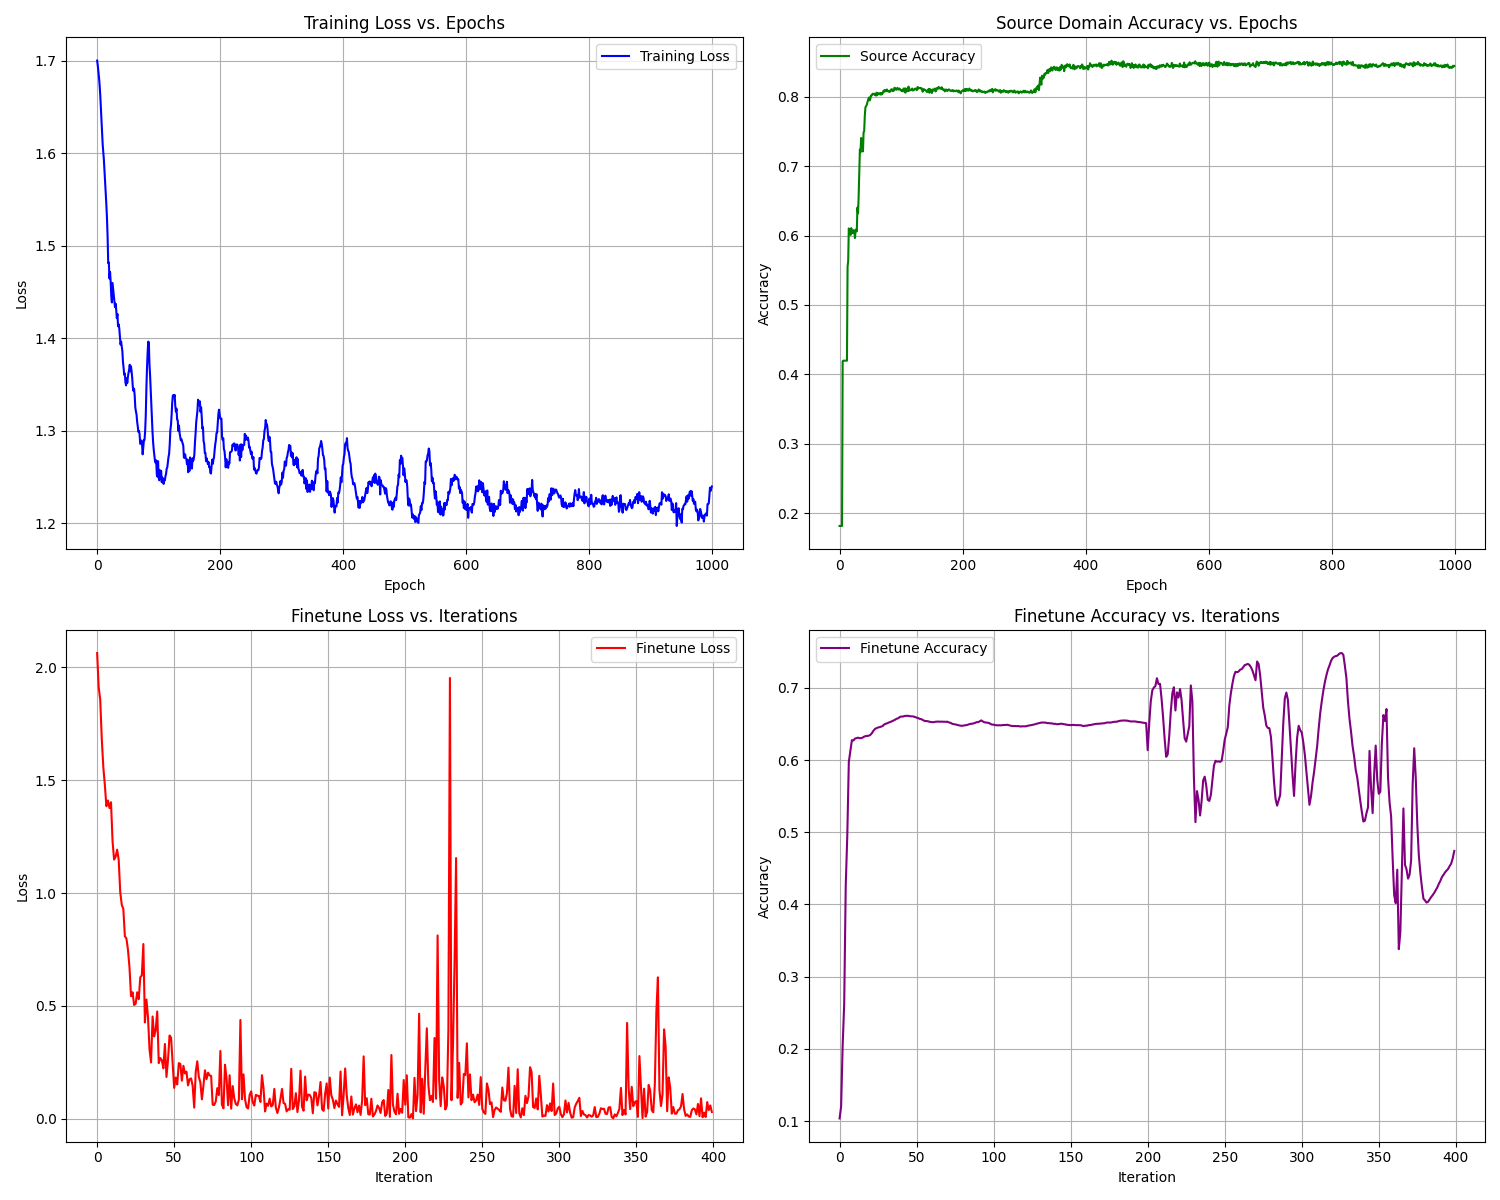 Training Loss vs. Epochs
Training Loss
1.7
1.6
1.5
1.4
1.3
1.2
Loss
0 200 400 600 800 1000
Epoch
Source Domain Accuracy vs. Epochs
Source Accuracy
0.8
0.7
0.6
0.5
0.4
0.3
0.2
Accuracy
0 200 400 600 800 1000
Epoch
Finetune Loss vs. Iterations
Finetune Loss
2.0
1.5
1.0
0.5
0.0
Loss
0 50 100 150 200 250 300 350 400
Iteration
Finetune Accuracy vs. Iterations
Finetune Accuracy
0.7
0.6
0.5
0.4
0.3
0.2
0.1
Accuracy
0 50 100 150 200 250 300 350 400
Iteration